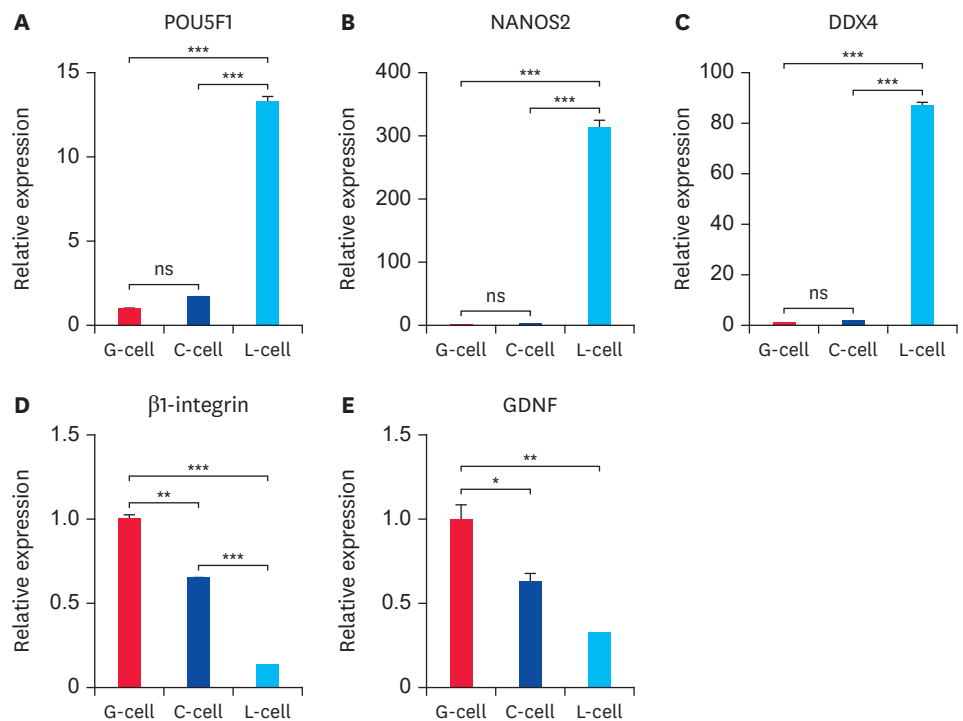 A POU5F1
***
***
ns
15
10
5
0
Relative expression
G-cell C-cell L-cell
B NANOS2
***
***
ns
400
300
200
100
0
Relative expression
G-cell C-cell L-cell
C DDX4
***
***
ns
100
80
60
40
20
0
Relative expression
G-cell C-cell L-cell
D β1-integrin
***
**
***
1.5
1.0
0.5
0
Relative expression
G-cell C-cell L-cell
E GDNF
**
*
1.5
1.0
0.5
0
Relative expression
G-cell C-cell L-cell